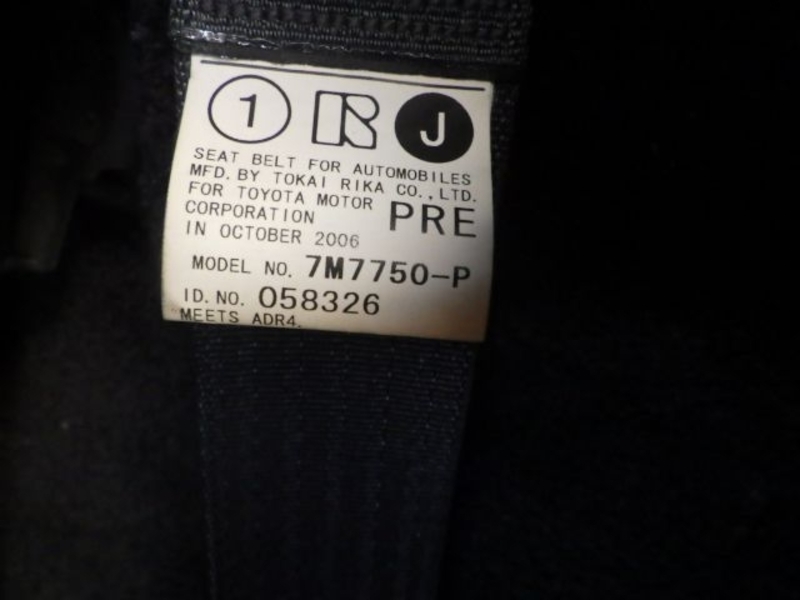 1 R J
SEAT BELT FOR AUTOMOBILES
MFD. BY TOKAI RIKA CO., LTD.
FOR TOYOTA MOTOR
CORPORATION PRE
IN OCTOBER 2006
MODEL NO. 7M7750-P
ID. NO. 058326
MEETS ADR4.